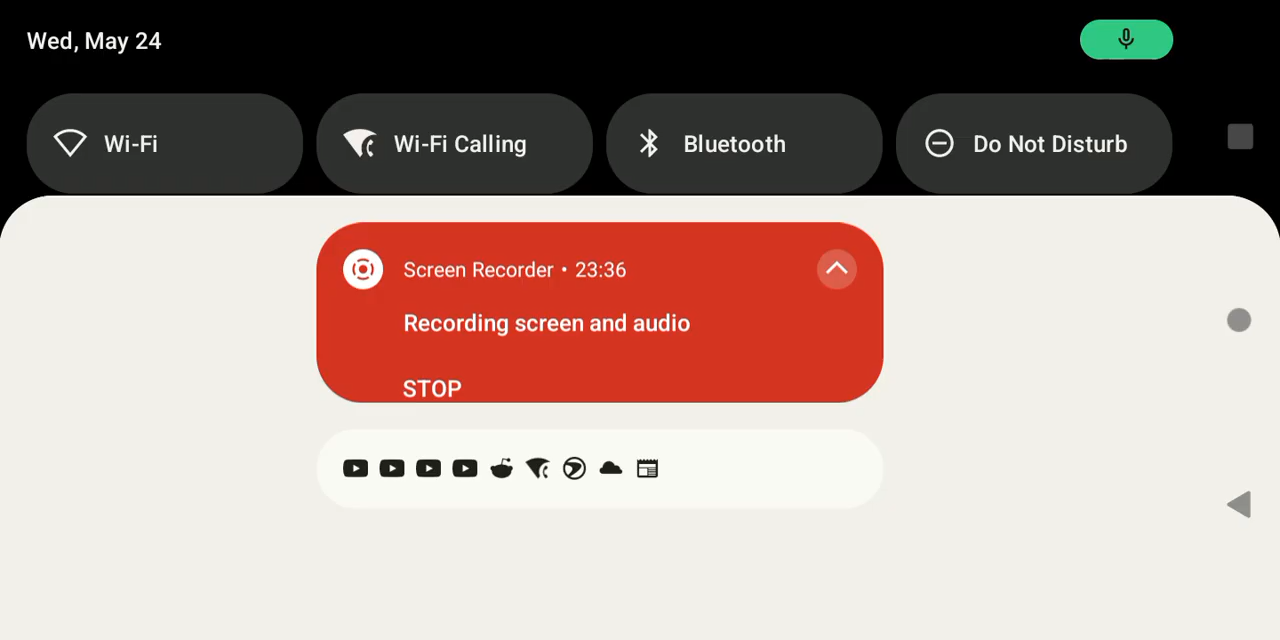 Wed, May 24
Wi-Fi
Wi-Fi Calling
Bluetooth
Do Not Disturb
Screen Recorder • 23:36
Recording screen and audio
STOP